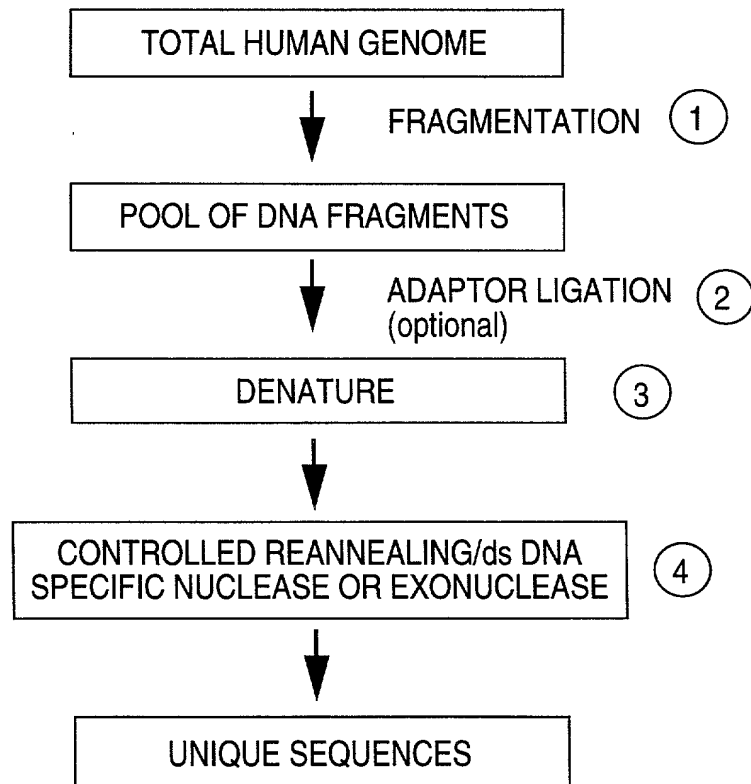 TOTAL HUMAN GENOME
FRAGMENTATION 1
POOL OF DNA FRAGMENTS
ADAPTOR LIGATION 2
(optional)
DENATURE 3
CONTROLLED REANNEALING/ds DNA
SPECIFIC NUCLEASE OR EXONUCLEASE 4
UNIQUE SEQUENCES